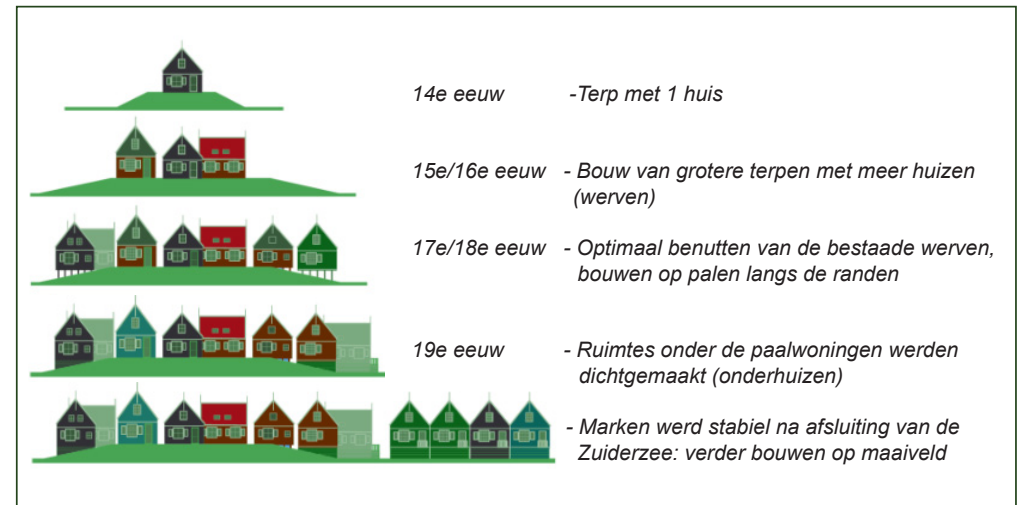 14e eeuw -Terp met 1 huis
15e/16e eeuw - Bouw van grotere terpen met meer huizen
(werven)
17e/18e eeuw - Optimaal benutten van de bestaade werven,
bouwen op palen langs de randen
19e eeuw - Ruimtes onder de paalwoningen werden
dichtgemaakt (onderhuizen)
- Marken werd stabiel na afsluiting van de
Zuiderzee: verder bouwen op maaiveld